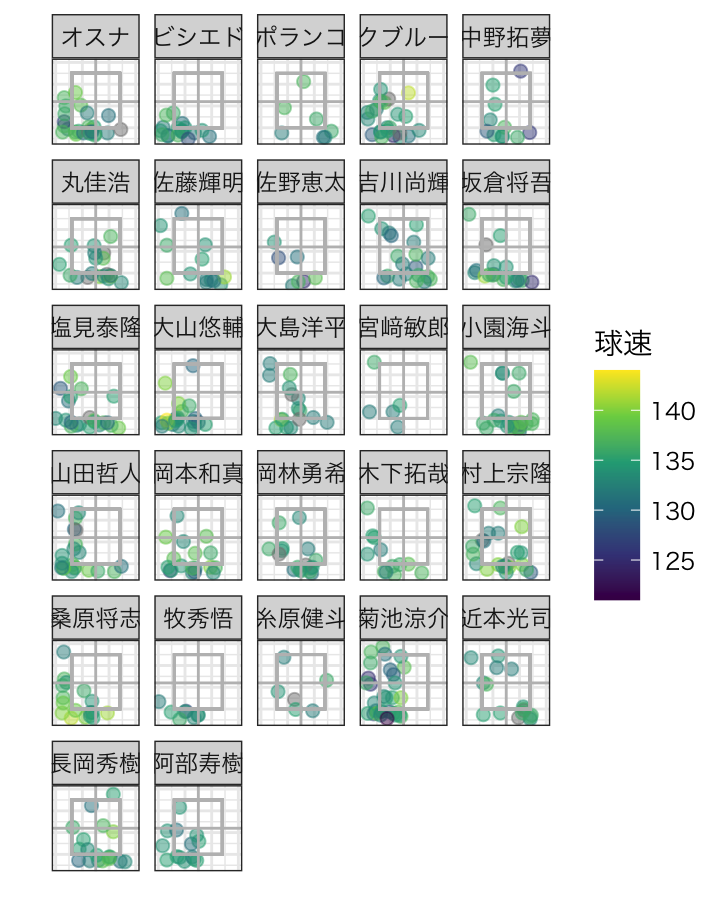 オスナ
ビシエド
ポランコ
クブルー
中野拓夢
丸佳浩
佐藤輝明
佐野恵太
吉川尚輝
坂倉将吾
塩見泰隆
大山悠輔
大島洋平
宮﨑敏郎
小園海斗
球速
140
135
130
125
山田哲人
岡本和真
岡林勇希
木下拓哉
村上宗隆
桑原将志
牧秀悟
糸原健斗
菊池涼介
近本光司
長岡秀樹
阿部寿樹